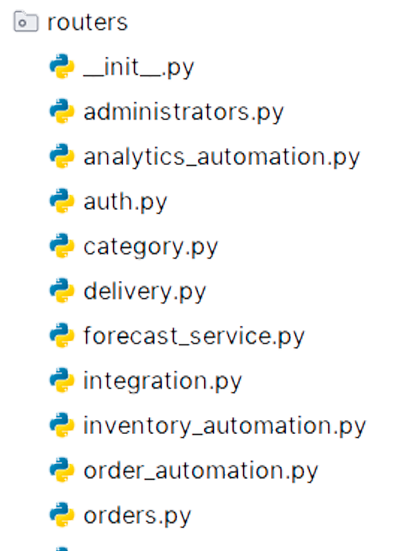 routers
__init__.py
administrators.py
analytics_automation.py
auth.py
category.py
delivery.py
forecast_service.py
integration.py
inventory_automation.py
order_automation.py
orders.py